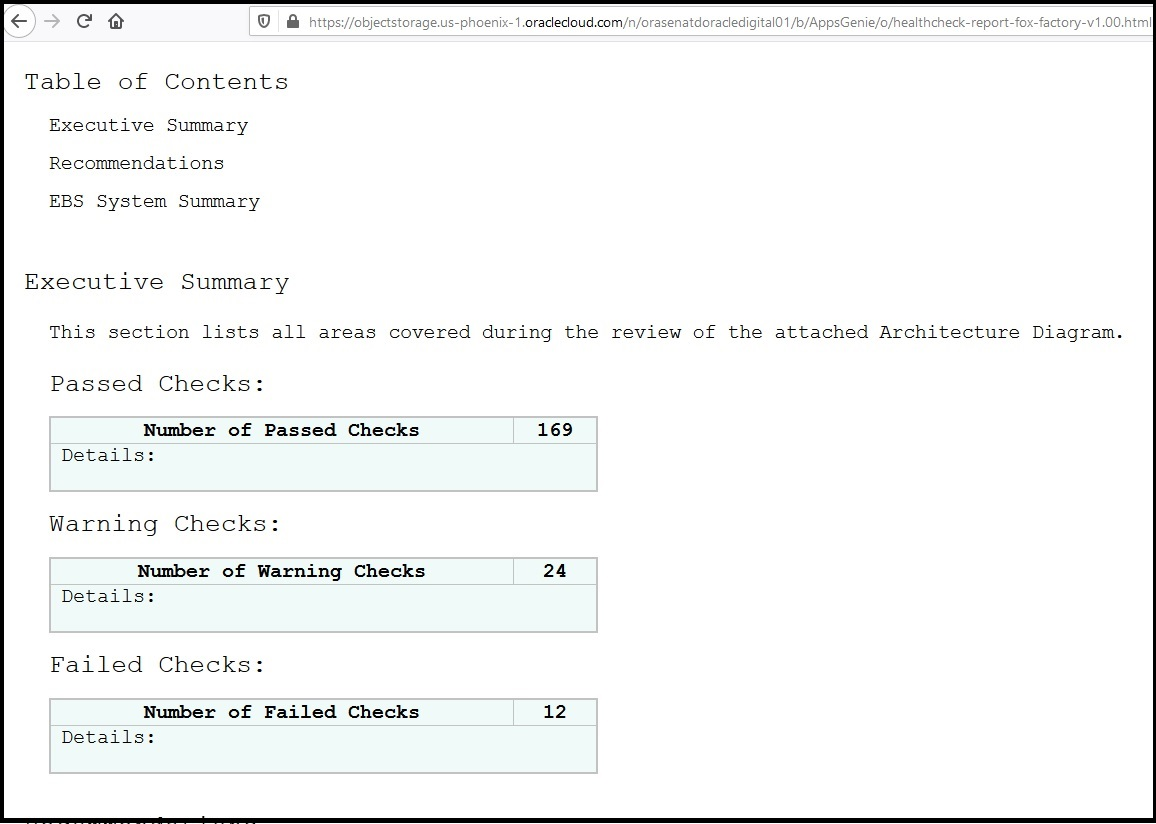 https://objectstorage.us-phoenix-1.oraclecloud.com/n/orasenatdoracledigital01/b/AppsGenie/o/healthcheck-report-fox-factory-v1.00.html
Table of Contents
Executive Summary
Recommendations
EBS System Summary
Executive Summary
This section lists all areas covered during the review of the attached Architecture Diagram.
Passed Checks:
Number of Passed Checks 169
Details:
Warning Checks:
Number of Warning Checks 24
Details:
Failed Checks:
Number of Failed Checks 12
Details: